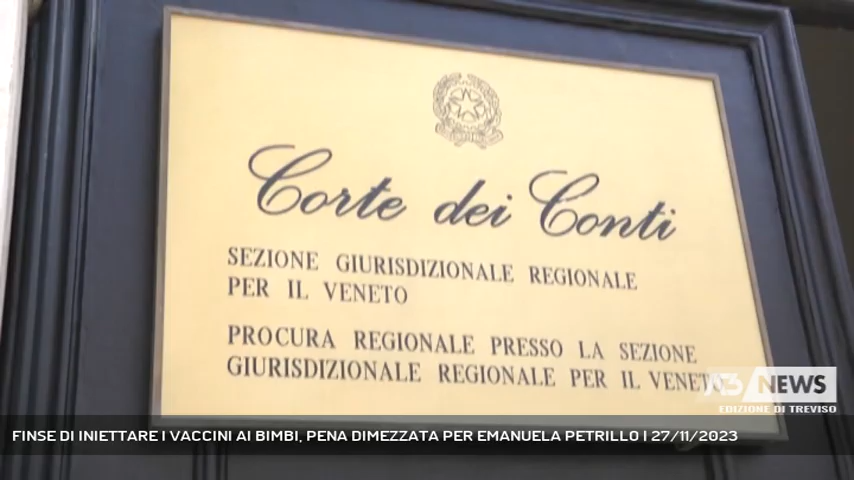 Corte dei Conti
SEZIONE GIURISDIZIONALE REGIONALE
PER IL VENETO
PROCURA REGIONALE PRESSO LA SEZIONE
GIURISDIZIONALE REGIONALE PER IL VENETO
A3 NEWS
EDIZIONE DI TREVISO
FINSE DI INIETTARE I VACCINI AI BIMBI, PENA DIMEZZATA PER EMANUELA PETRILLO | 27/11/2023